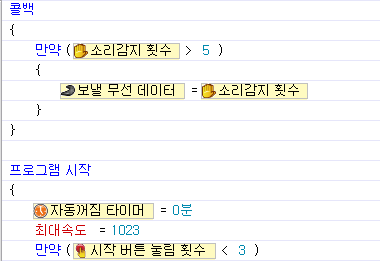 콜백
{
만약 ( 소리감지 횟수 > 5 )
{
보낼 무선 데이터 = 소리감지 횟수
}
}
프로그램 시작
{
자동꺼짐 타이머 = 0분
최대속도 = 1023
만약 ( 시작 버튼 눌림 횟수 < 3 )